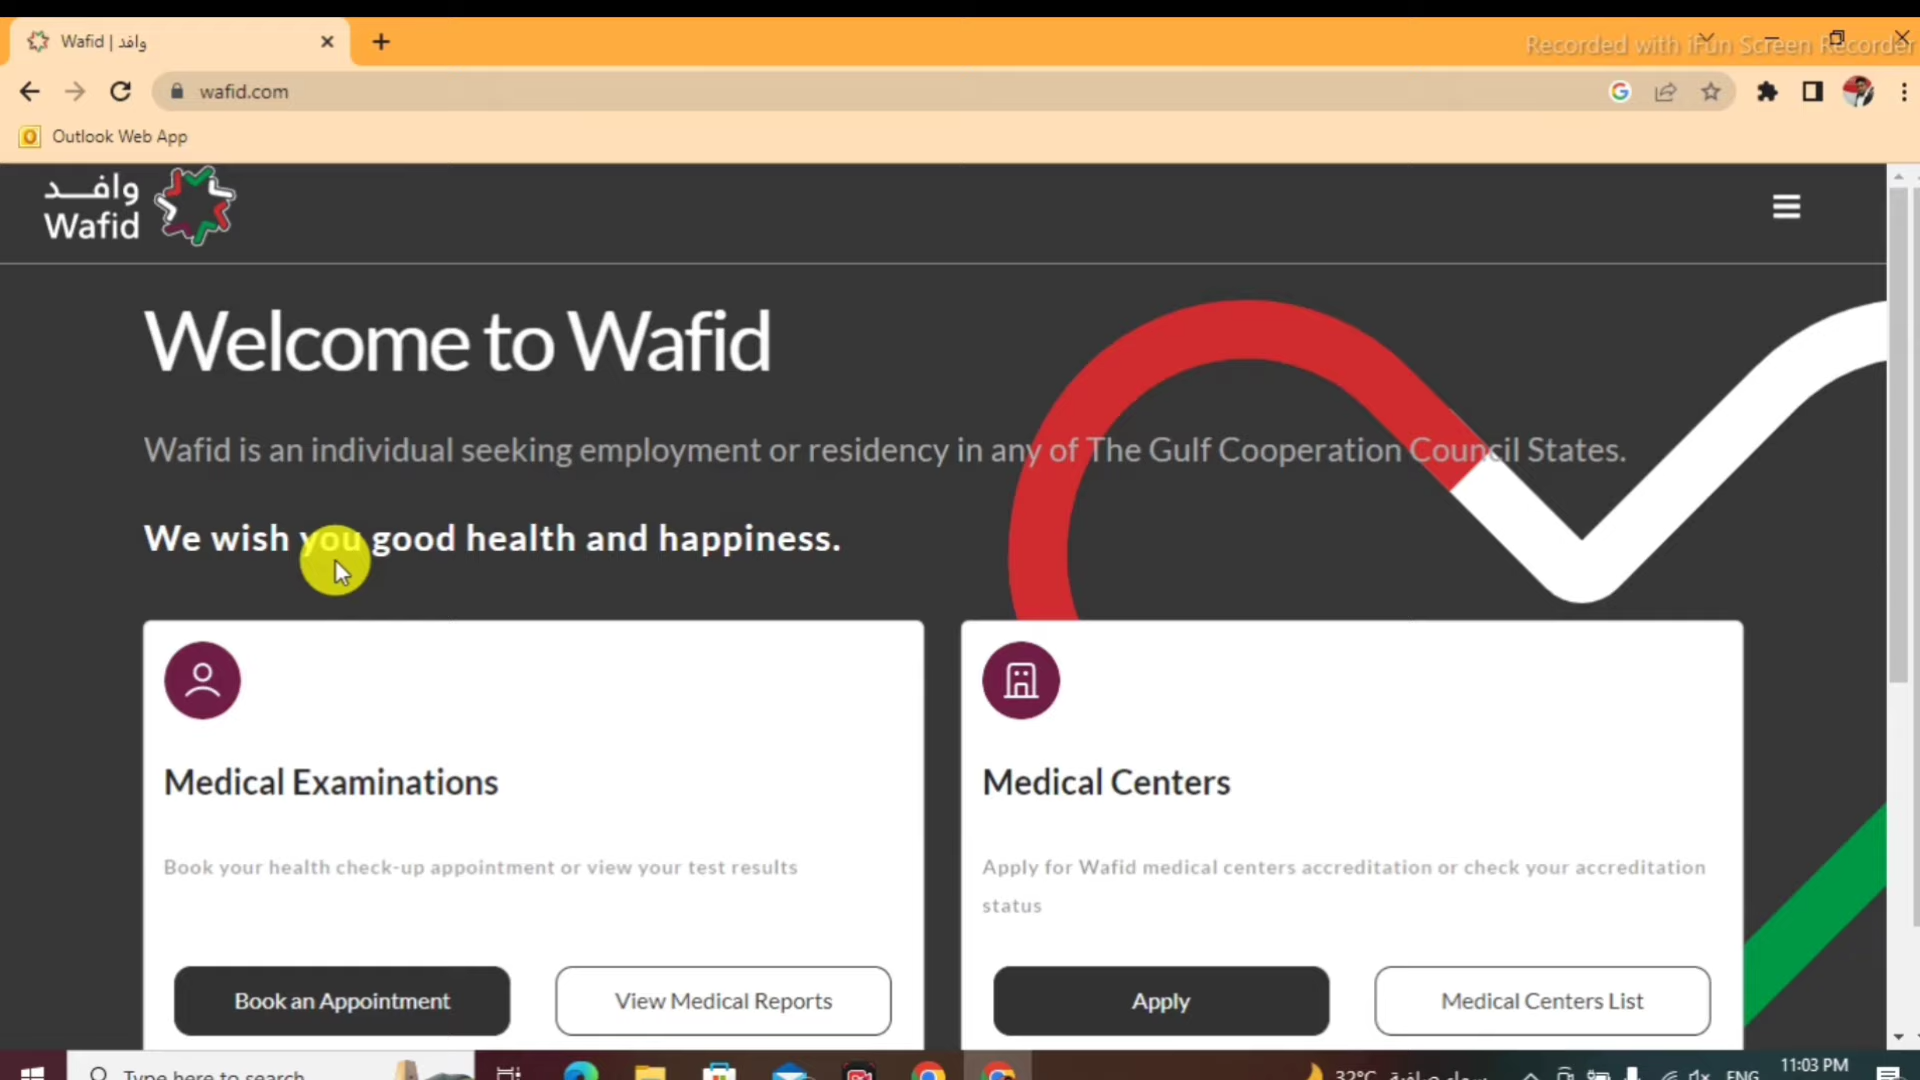 Wafid | وافد
Recorded with iFun Screen Recorder
wafid.com
Outlook Web App
وافـــد
Wafid
Welcome to Wafid
Wafid is an individual seeking employment or residency in any of The Gulf Cooperation Council States.
We wish you good health and happiness.
Medical Examinations
Book your health check-up appointment or view your test results
Book an Appointment
View Medical Reports
Medical Centers
Apply for Wafid medical centers accreditation or check your accreditation
status
Apply
Medical Centers List
Type here to search
32°C
ENG
11:03 PM